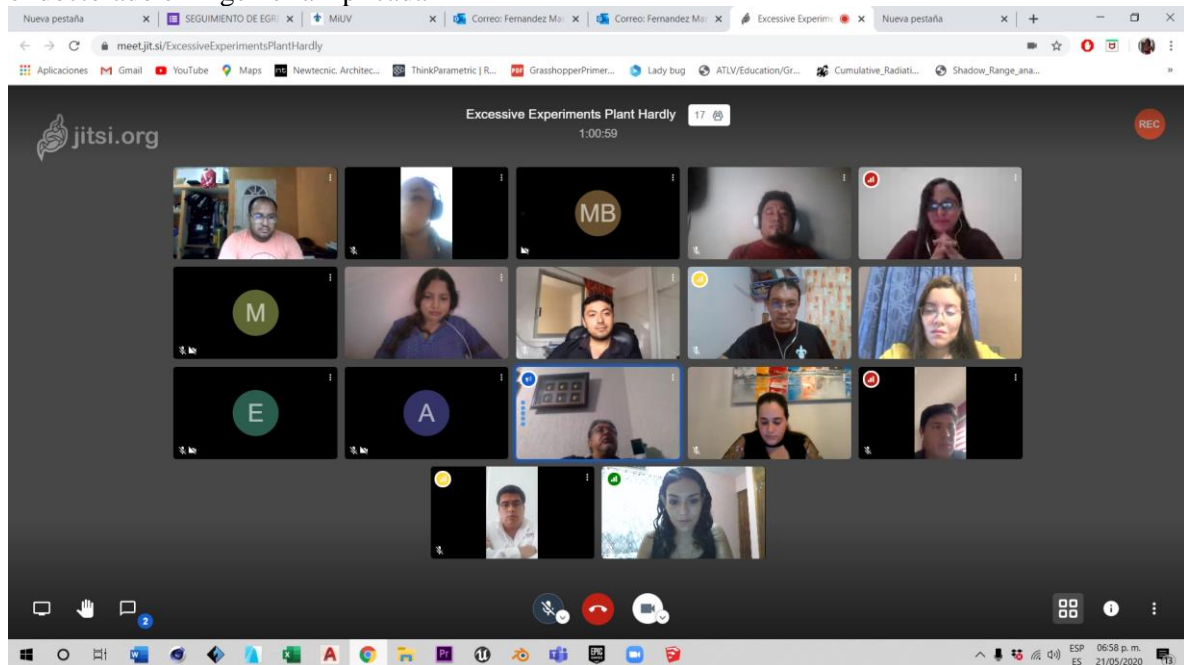 Nueva pestaña
SEGUIMIENTO DE EGR
MiUV
Correo: Fernandez Ma
Correo: Fernandez Ma
Excessive Experime
Nueva pestaña
meet.jit.si/ExcessiveExperimentsPlantHardly
Aplicaciones
Gmail
YouTube
Maps
Newtecnic. Architec...
ThinkParametric | R...
GrasshopperPrimer...
Lady bug
ATLV/Education/Gr...
Cumulative_Radiati...
Shadow_Range_ana...
jitsi.org
Excessive Experiments Plant Hardly 17
1:00:59
REC
MB
M
E
A
2
ESP 06:58 p. m.
ES 21/05/2020